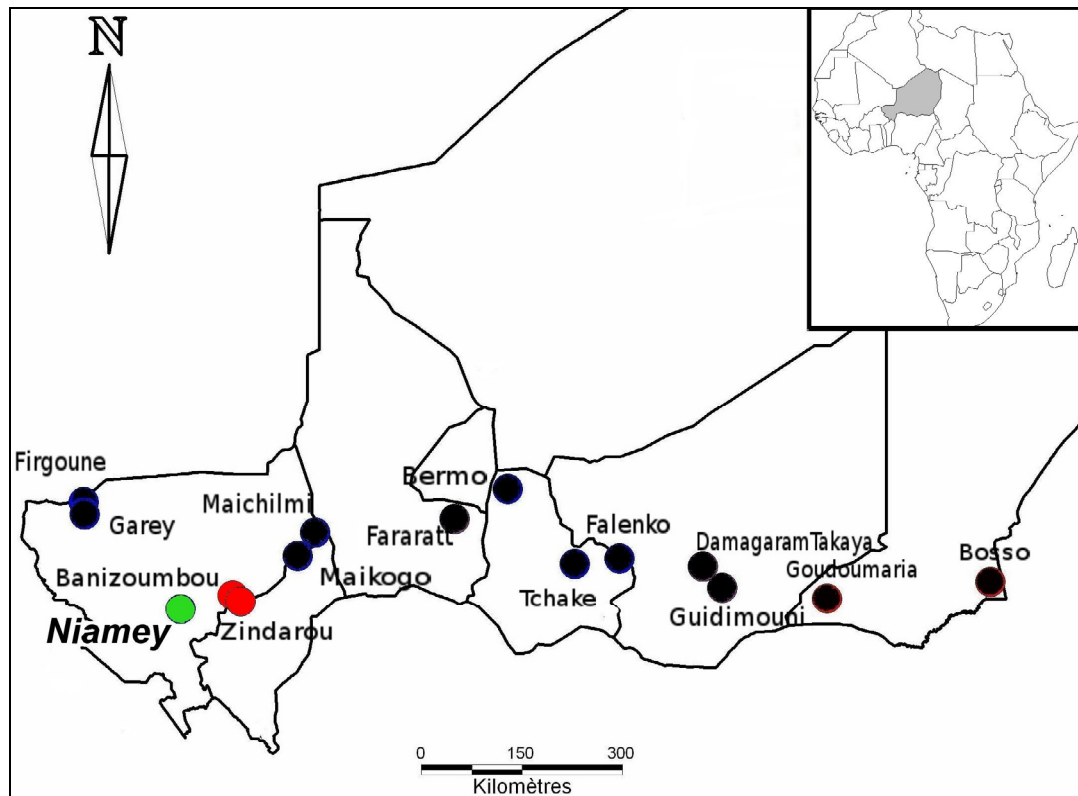 N
Firgoune
Garey
Maichilmi
Bermo
Fararatt
Falenko
DamagaramTakaya
Bosso
Goudoumaria
Banizoumbou
Maikogo
Tchake
Guidimouni
Niamey
Zindarou
0 150 300
Kilomètres